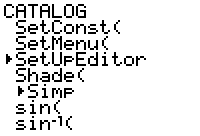 CATALOG
SetConst(
SetMenu(
▶SetUpEditor
Shade(
▶Simp
sin(
sin⁻¹(